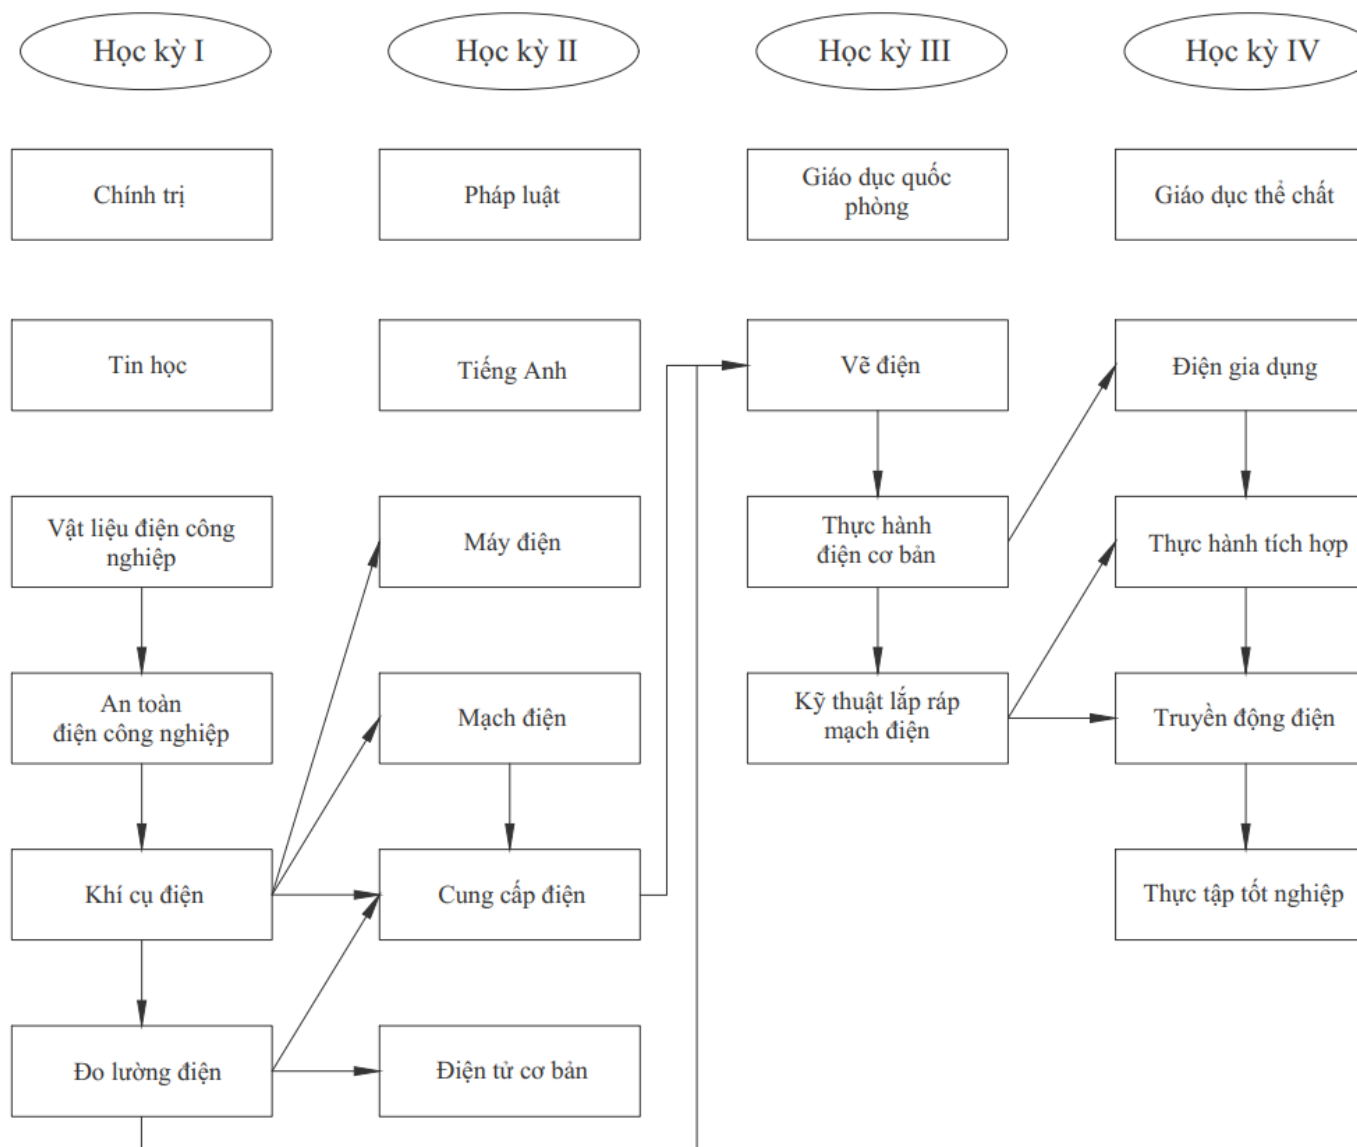 Học kỳ I
Học kỳ II
Học kỳ III
Học kỳ IV
Chính trị
Pháp luật
Giáo dục quốc
phòng
Giáo dục thể chất
Tin học
Tiếng Anh
Vẽ điện
Điện gia dụng
Vật liệu điện công
nghiệp
Máy điện
Thực hành
điện cơ bản
Thực hành tích hợp
An toàn
điện công nghiệp
Mạch điện
Kỹ thuật lắp ráp
mạch điện
Truyền động điện
Khí cụ điện
Cung cấp điện
Thực tập tốt nghiệp
Đo lường điện
Điện tử cơ bản